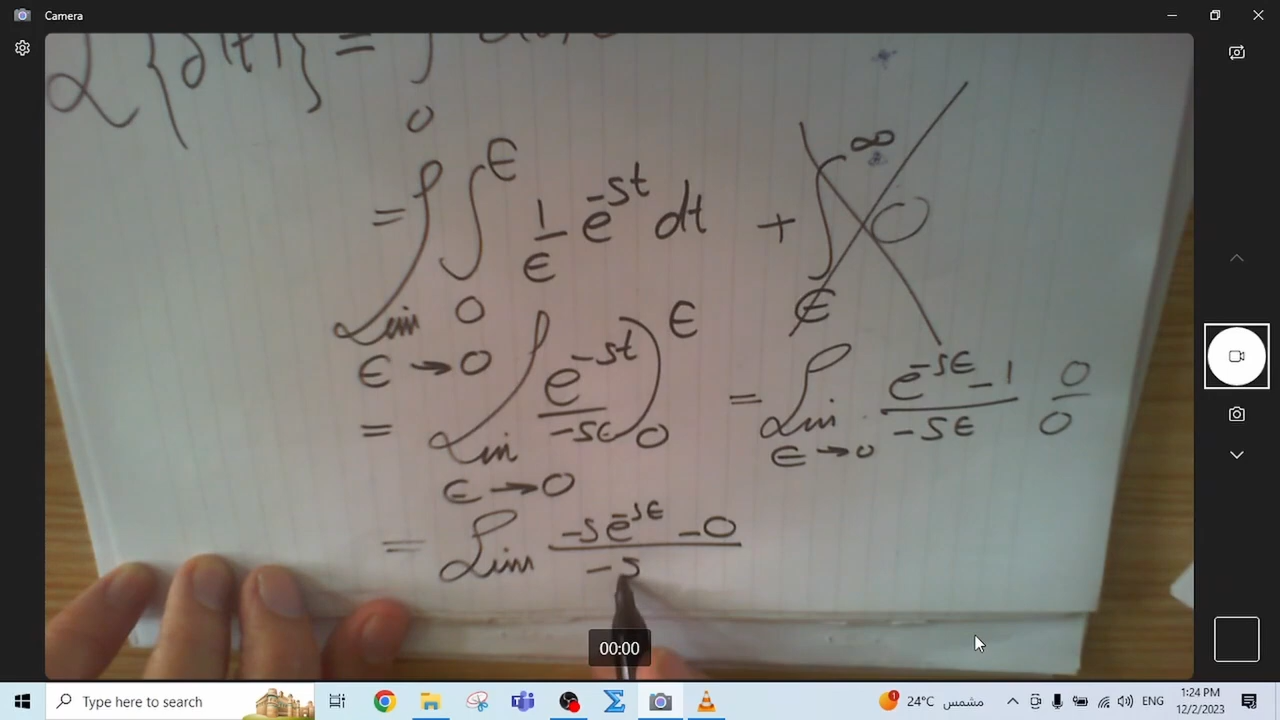 Camera
L{δ(t)} = ∫
0
= ∫₀^ϵ 1/ϵ e^-st dt + ∫_ϵ^∞ 0
Lim ϵ→0
= Lim ϵ→0 e^-st/-sϵ )₀^ϵ = Lim ϵ→0 e^-sϵ -1/-sϵ 0/0
= Lim -s e^-sϵ -0/-s
00:00
Type here to search
24°C مشمس
ENG
1:24 PM
12/2/2023